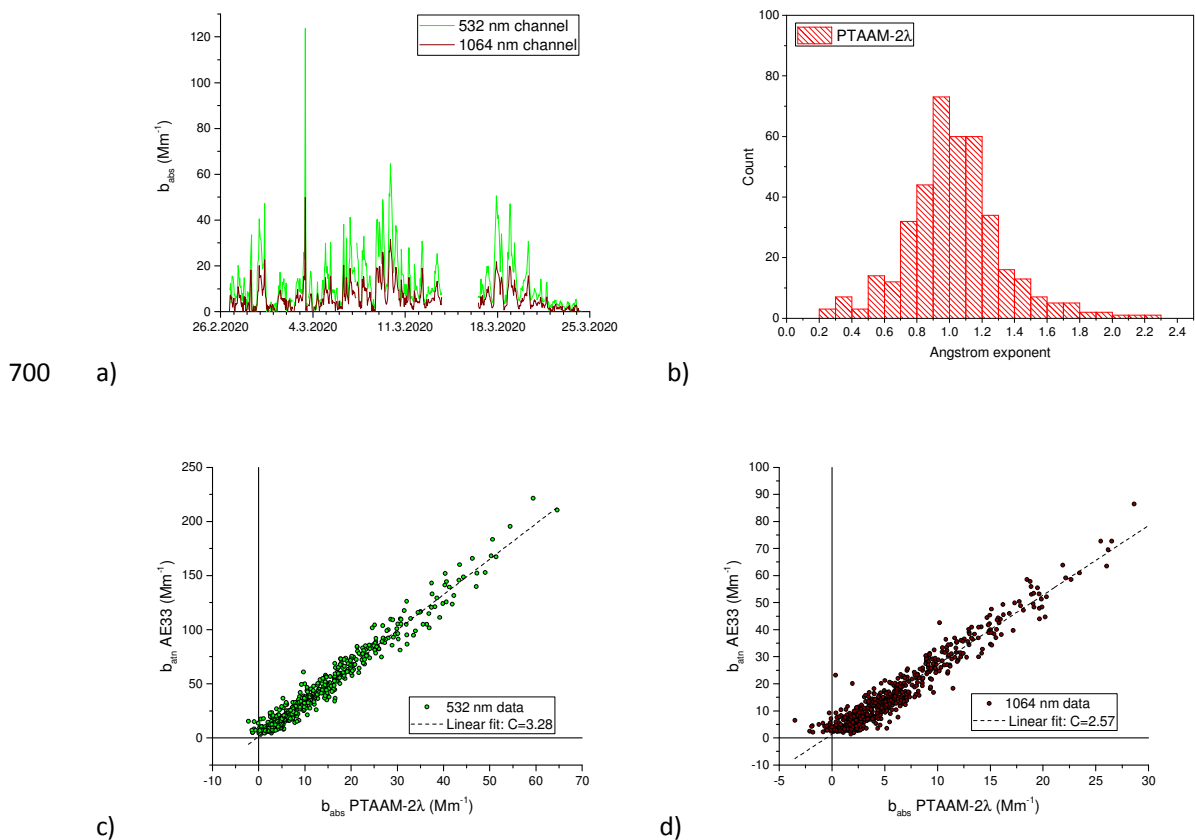 120
100
80
60
40
20
0
b_abs (Mm⁻¹)
532 nm channel
1064 nm channel
26.2.2020 4.3.2020 11.3.2020 18.3.2020 25.3.2020
100
80
60
40
20
0
Count
PTAAM-2λ
0.0 0.2 0.4 0.6 0.8 1.0 1.2 1.4 1.6 1.8 2.0 2.2 2.4
Angstrom exponent
700 a) b)
250
200
150
100
50
0
b_atn AE33 (Mm⁻¹)
532 nm data
Linear fit: C=3.28
-10 0 10 20 30 40 50 60 70
b_abs PTAAM-2λ (Mm⁻¹)
100
90
80
70
60
50
40
30
20
10
0
-10
b_atn AE33 (Mm⁻¹)
1064 nm data
Linear fit: C=2.57
-5 0 5 10 15 20 25 30
b_abs PTAAM-2λ (Mm⁻¹)
c) d)